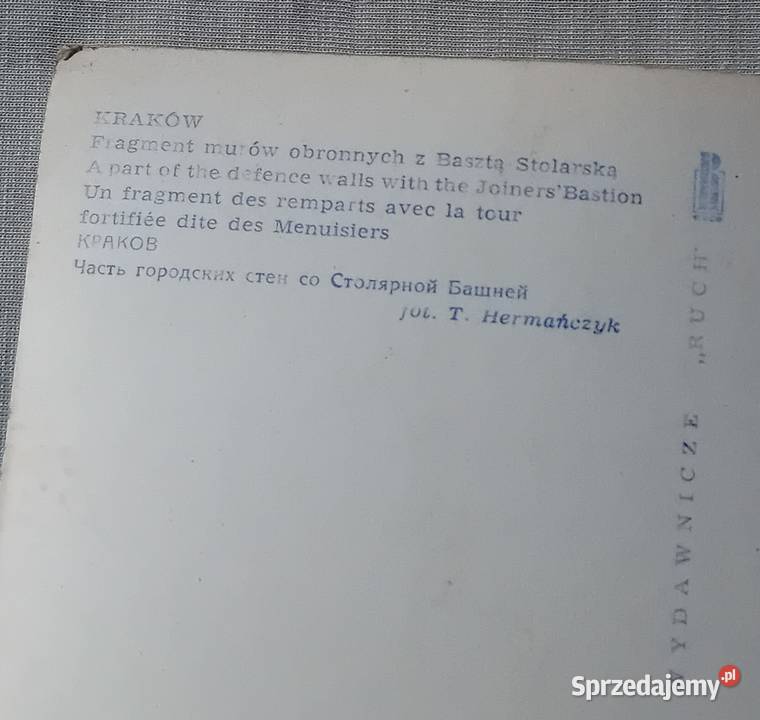 KRAKÓW
Fragment murów obronnych z Basztą Stolarską
A part of the defence walls with the Joiners'Bastion
Un fragment des remparts avec la tour
fortifiée dite des Menuisiers
КРАКОВ
Часть городских стен со Столярной Башней
fot. T. Hermańczyk
WYDAWNICZE „RUCH"
Sprzedajemy.pl